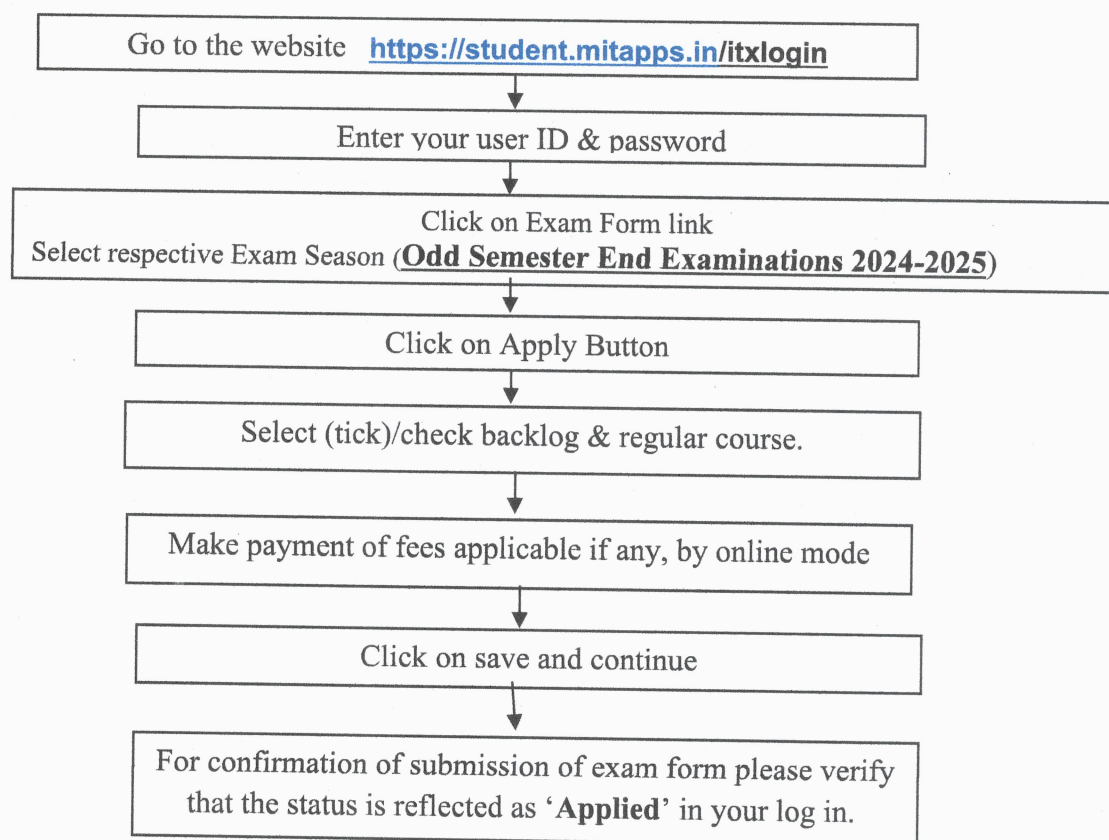 Go to the website https://student.mitapps.in/itxlogin
Enter your user ID & password
Click on Exam Form link
Select respective Exam Season (Odd Semester End Examinations 2024-2025)
Click on Apply Button
Select (tick)/check backlog & regular course.
Make payment of fees applicable if any, by online mode
Click on save and continue
For confirmation of submission of exam form please verify
that the status is reflected as ‘Applied’ in your log in.